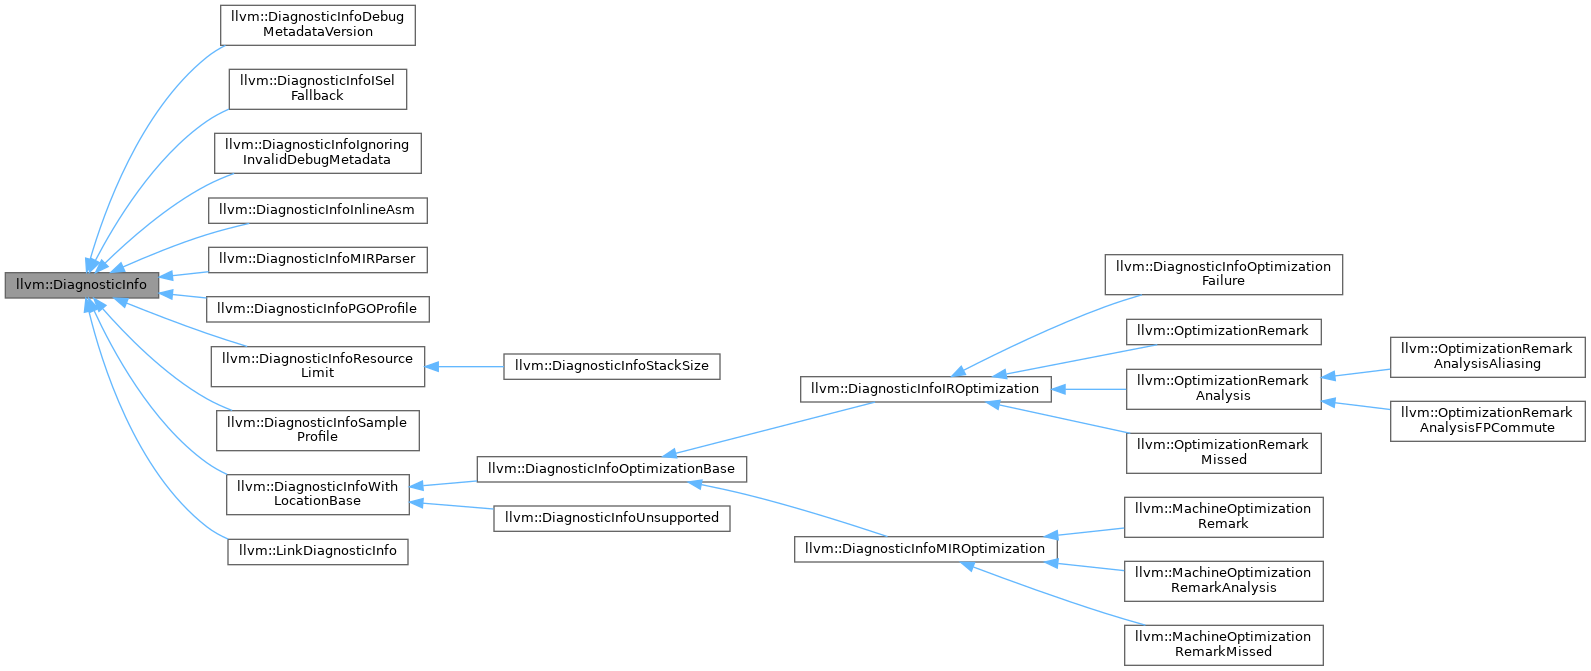 llvm::DiagnosticInfoDebug
MetadataVersion
llvm::DiagnosticInfoISel
Fallback
llvm::DiagnosticInfoIgnoring
InvalidDebugMetadata
llvm::DiagnosticInfoInlineAsm
llvm::DiagnosticInfoMIRParser
llvm::DiagnosticInfo
llvm::DiagnosticInfoPGOProfile
llvm::DiagnosticInfoResource
Limit
llvm::DiagnosticInfoStackSize
llvm::DiagnosticInfoSample
Profile
llvm::DiagnosticInfoWith
LocationBase
llvm::LinkDiagnosticInfo
llvm::DiagnosticInfoOptimizationBase
llvm::DiagnosticInfoUnsupported
llvm::DiagnosticInfoIROptimization
llvm::DiagnosticInfoMIROptimization
llvm::DiagnosticInfoOptimization
Failure
llvm::OptimizationRemark
llvm::OptimizationRemark
Analysis
llvm::OptimizationRemark
Missed
llvm::MachineOptimization
Remark
llvm::MachineOptimization
RemarkAnalysis
llvm::MachineOptimization
RemarkMissed
llvm::OptimizationRemark
AnalysisAliasing
llvm::OptimizationRemark
AnalysisFPCommute